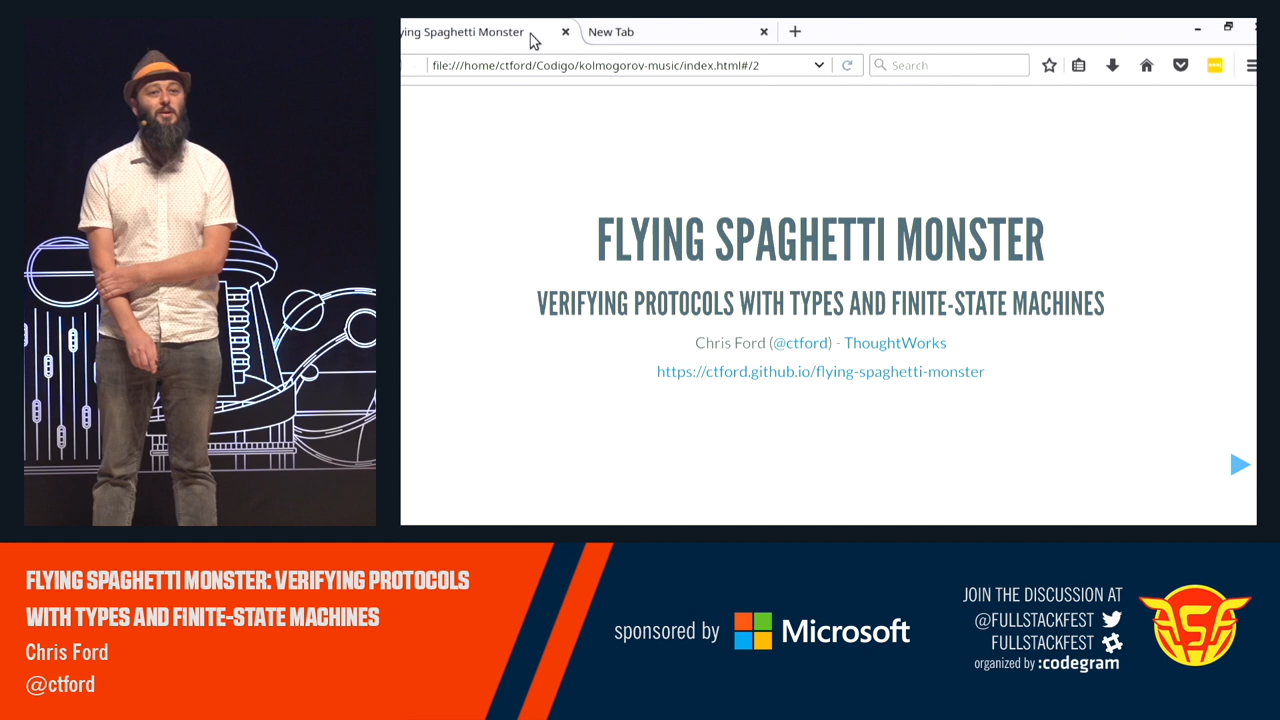 ying Spaghetti Monster
New Tab
file:///home/ctford/Codigo/kolmogorov-music/index.html#/2
Search
FLYING SPAGHETTI MONSTER
VERIFYING PROTOCOLS WITH TYPES AND FINITE-STATE MACHINES
Chris Ford (@ctford) - ThoughtWorks
https://ctford.github.io/flying-spaghetti-monster
FLYING SPAGHETTI MONSTER: VERIFYING PROTOCOLS
WITH TYPES AND FINITE-STATE MACHINES
Chris Ford
@ctford
sponsored by Microsoft
JOIN THE DISCUSSION AT
@FULLSTACKFEST
FULLSTACKFEST
organized by :codegram
FSF